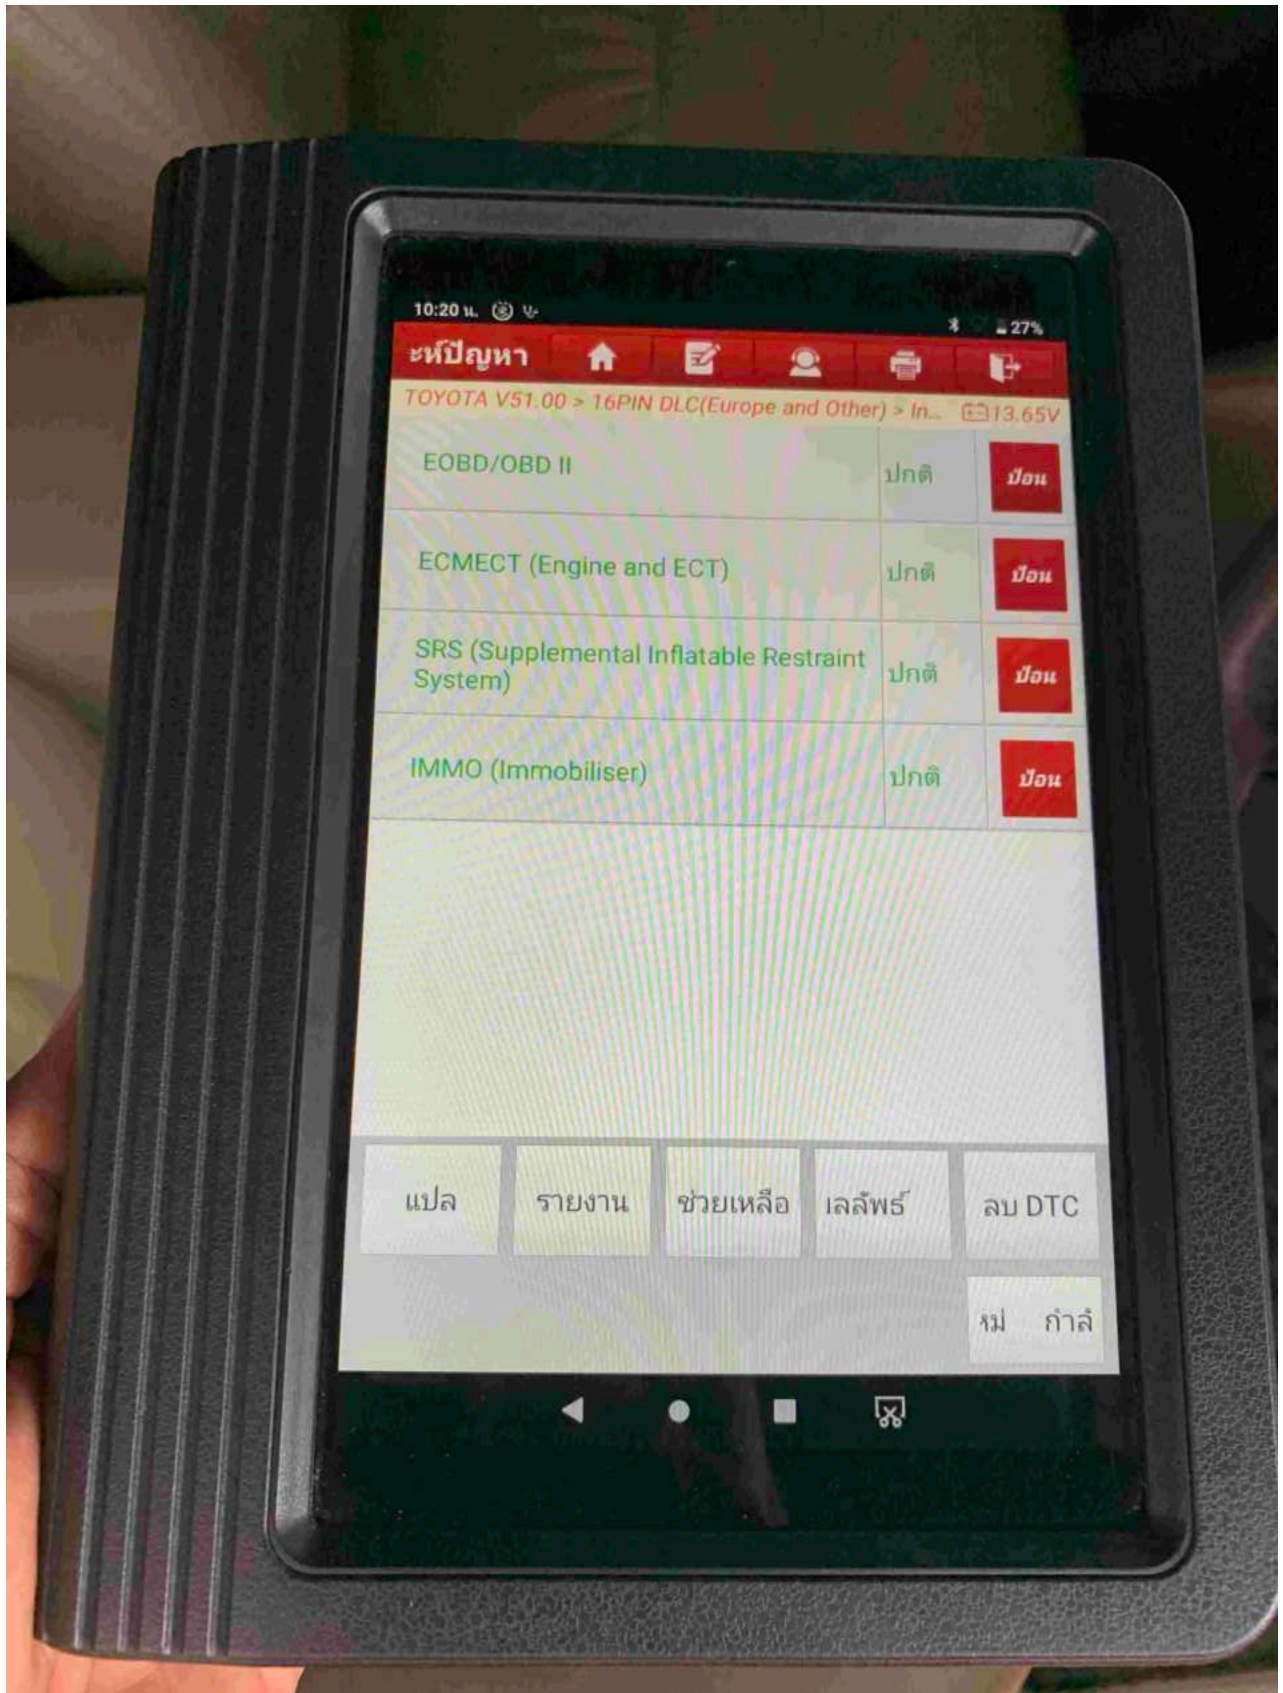 10:20 น.
27%
ะห์ปัญหา
TOYOTA V51.00 > 16PIN DLC(Europe and Other) > In... 13.65V
EOBD/OBD II ปกติ ป้อน
ECMECT (Engine and ECT) ปกติ ป้อน
SRS (Supplemental Inflatable Restraint
System) ปกติ ป้อน
IMMO (Immobiliser) ปกติ ป้อน
แปล รายงาน ช่วยเหลือ เลลัพธ์ ลบ DTC
หม่ กำลั